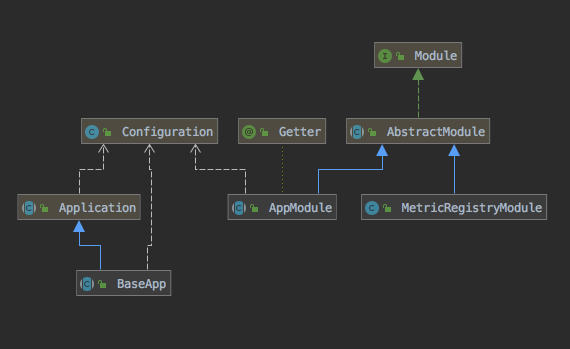 Module
Configuration
Getter
AbstractModule
Application
AppModule
MetricRegistryModule
BaseApp